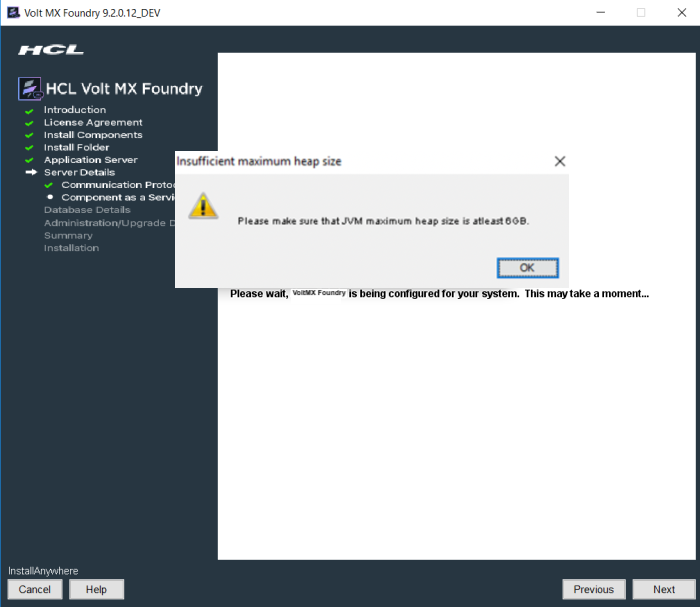 Volt MX Foundry 9.2.0.12_DEV
HCL
HCL Volt MX Foundry
Introduction
License Agreement
Install Components
Install Folder
Application Server
Server Details
Communication Protoc
Component as a Servi
Database Details
Administration/Upgrade D
Summary
Installation
Insufficient maximum heap size
Please make sure that JVM maximum heap size is atleast 6GB.
OK
Please wait, VoltMX Foundry is being configured for your system. This may take a moment...
InstallAnywhere
Cancel
Help
Previous
Next